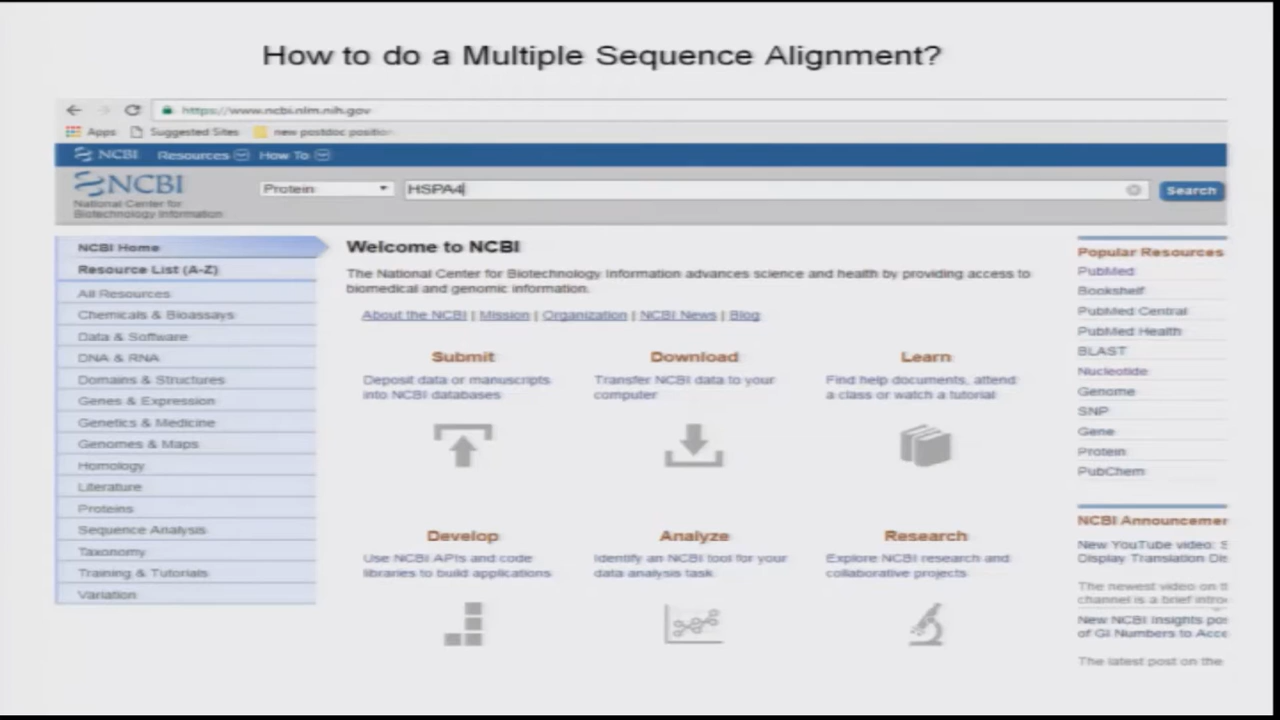 How to do a Multiple Sequence Alignment?
https://www.ncbi.nlm.nih.gov
Apps Suggested Sites new postdoc position
NCBI Resources How To
NCBI
National Center for
Biotechnology Information
Protein HSPA4 Search
NCBI Home
Resource List (A-Z)
All Resources
Chemicals & Bioassays
Data & Software
DNA & RNA
Domains & Structures
Genes & Expression
Genetics & Medicine
Genomes & Maps
Homology
Literature
Proteins
Sequence Analysis
Taxonomy
Training & Tutorials
Variation
Welcome to NCBI
The National Center for Biotechnology Information advances science and health by providing access to
biomedical and genomic information.
About the NCBI | Mission | Organization | NCBI News | Blog
Submit
Deposit data or manuscripts
into NCBI databases
Download
Transfer NCBI data to your
computer
Learn
Find help documents, attend
a class or watch a tutorial
Develop
Use NCBI APIs and code
libraries to build applications
Analyze
Identify an NCBI tool for your
data analysis task
Research
Explore NCBI research and
collaborative projects
Popular Resources
PubMed
Bookshelf
PubMed Central
PubMed Health
BLAST
Nucleotide
Genome
SNP
Gene
Protein
PubChem
NCBI Announcemer
New YouTube video: S
Display Translation De
The newest video on t
channel is a brief intro
New NCBI Insights pos
of GI Numbers to Acce
The latest post on the